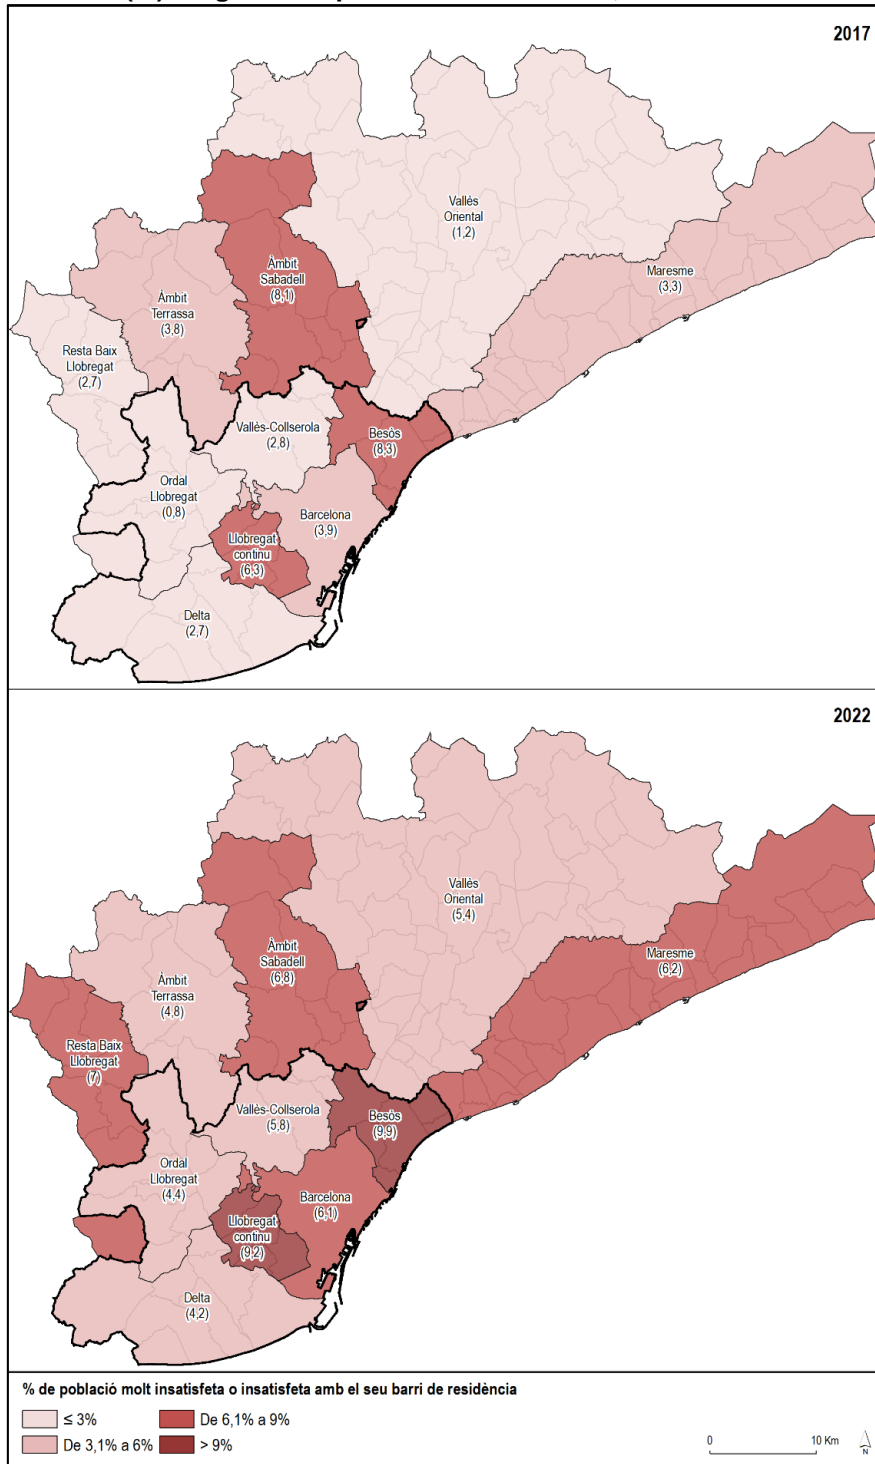 2017
Vallès
Oriental
(1,2)
Maresme
(3,3)
Àmbit
Sabadell
(8,1)
Àmbit
Terrassa
(3,8)
Resta Baix
Llobregat
(2,7)
Vallès-Collserola
(2,8)
Besòs
(8,3)
Ordal
Llobregat
(0,8)
Barcelona
(3,9)
Llobregat
continu
(6,3)
Delta
(2,7)
2022
Vallès
Oriental
(5,4)
Maresme
(6,2)
Àmbit
Sabadell
(6,8)
Àmbit
Terrassa
(4,8)
Resta Baix
Llobregat
(7)
Vallès-Collserola
(5,8)
Besòs
(9,9)
Ordal
Llobregat
(4,4)
Barcelona
(6,1)
Llobregat
continu
(9,2)
Delta
(4,2)
% de població molt insatisfeta o insatisfeta amb el seu barri de residència
≤ 3%
De 6,1% a 9%
De 3,1% a 6%
> 9%
0 10 Km
N